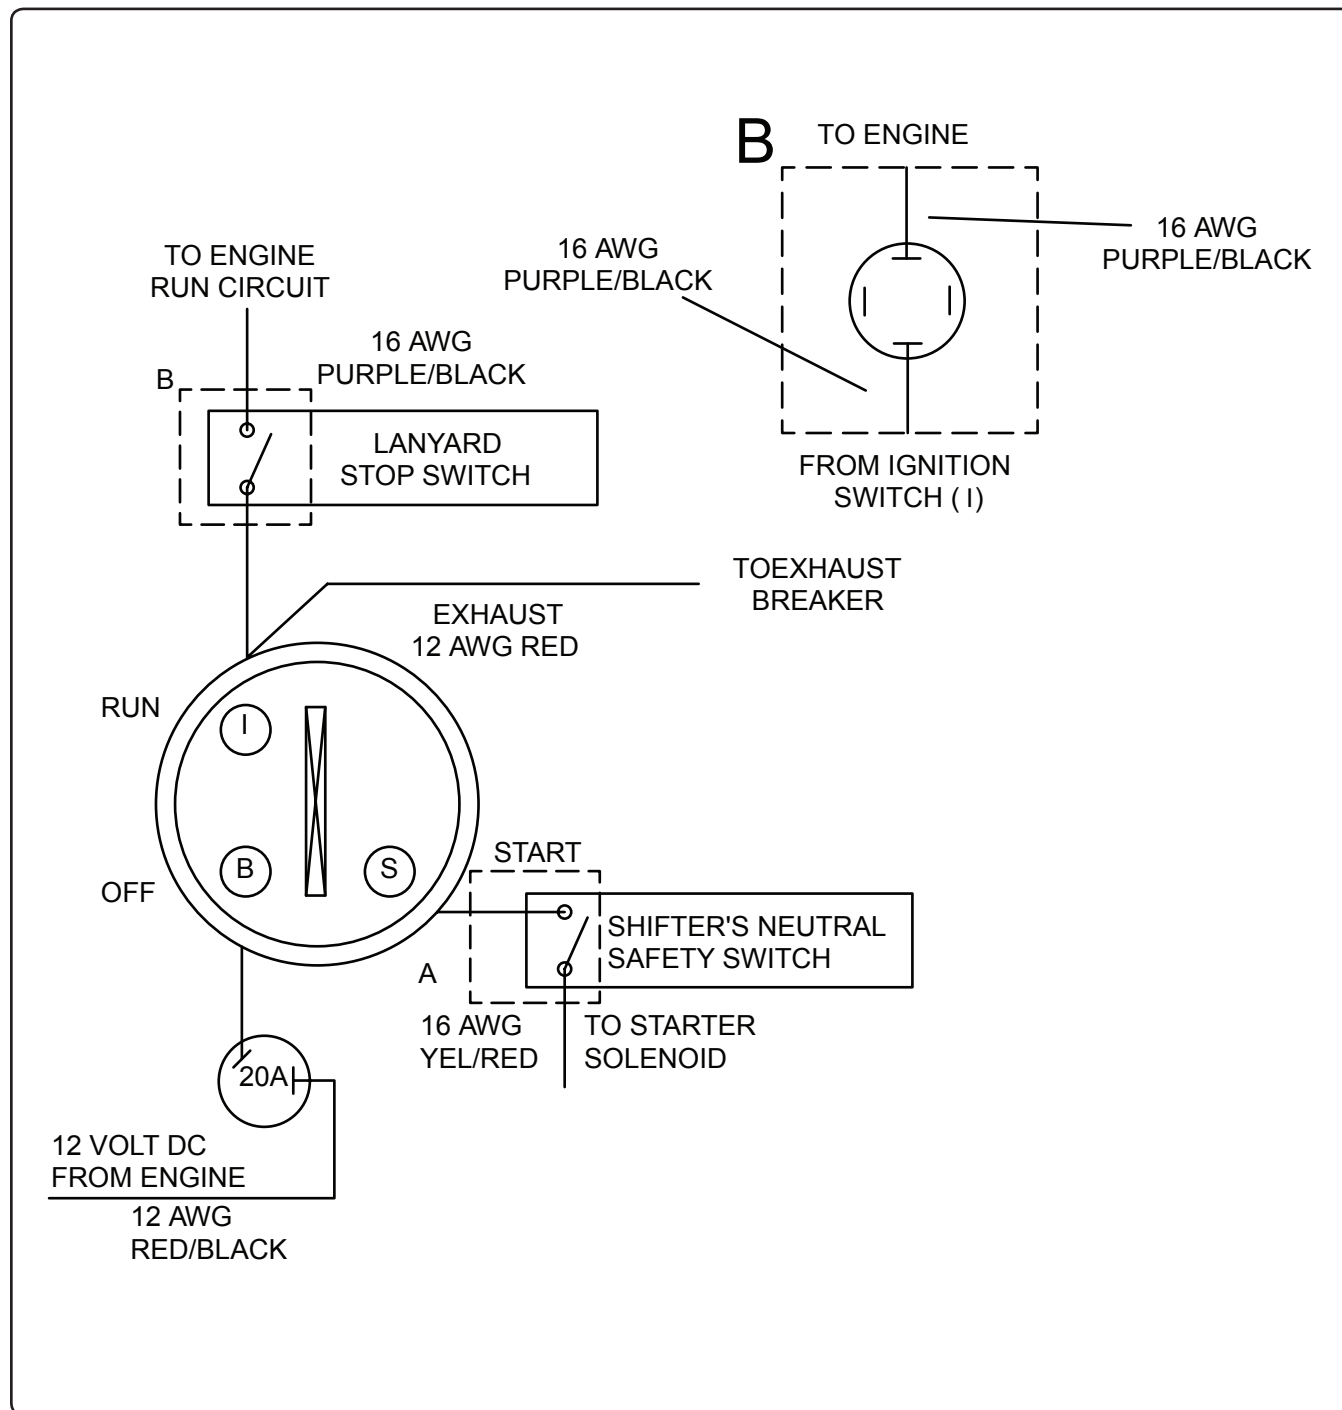 B
TO ENGINE
16 AWG
PURPLE/BLACK
16 AWG
PURPLE/BLACK
TO ENGINE
RUN CIRCUIT
16 AWG
PURPLE/BLACK
B
LANYARD
STOP SWITCH
FROM IGNITION
SWITCH ( I )
TOEXHAUST
BREAKER
EXHAUST
12 AWG RED
RUN
I
OFF
B
S
START
SHIFTER'S NEUTRAL
SAFETY SWITCH
A
16 AWG
YEL/RED
TO STARTER
SOLENOID
20A
12 VOLT DC
FROM ENGINE
12 AWG
RED/BLACK